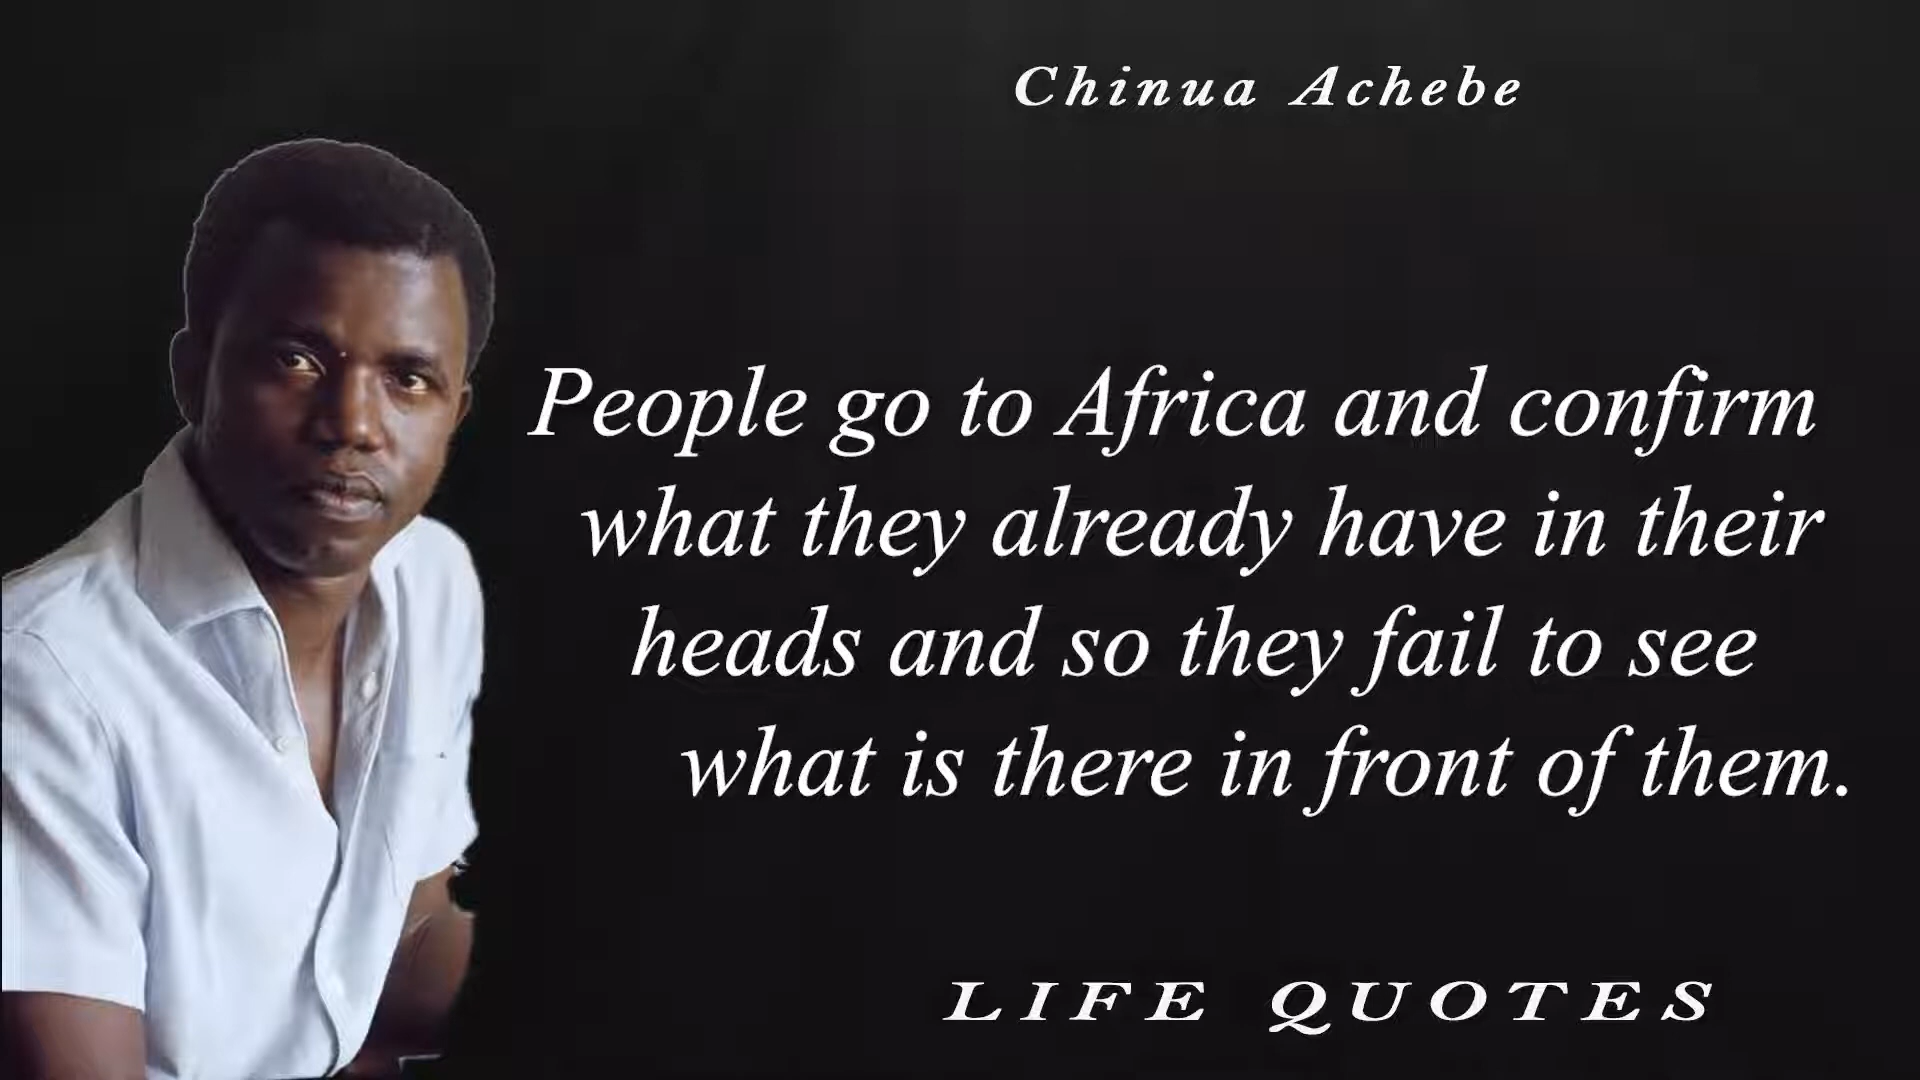 Chinua Achebe
People go to Africa and confirm
what they already have in their
heads and so they fail to see
what is there in front of them.
LIFE QUOTES